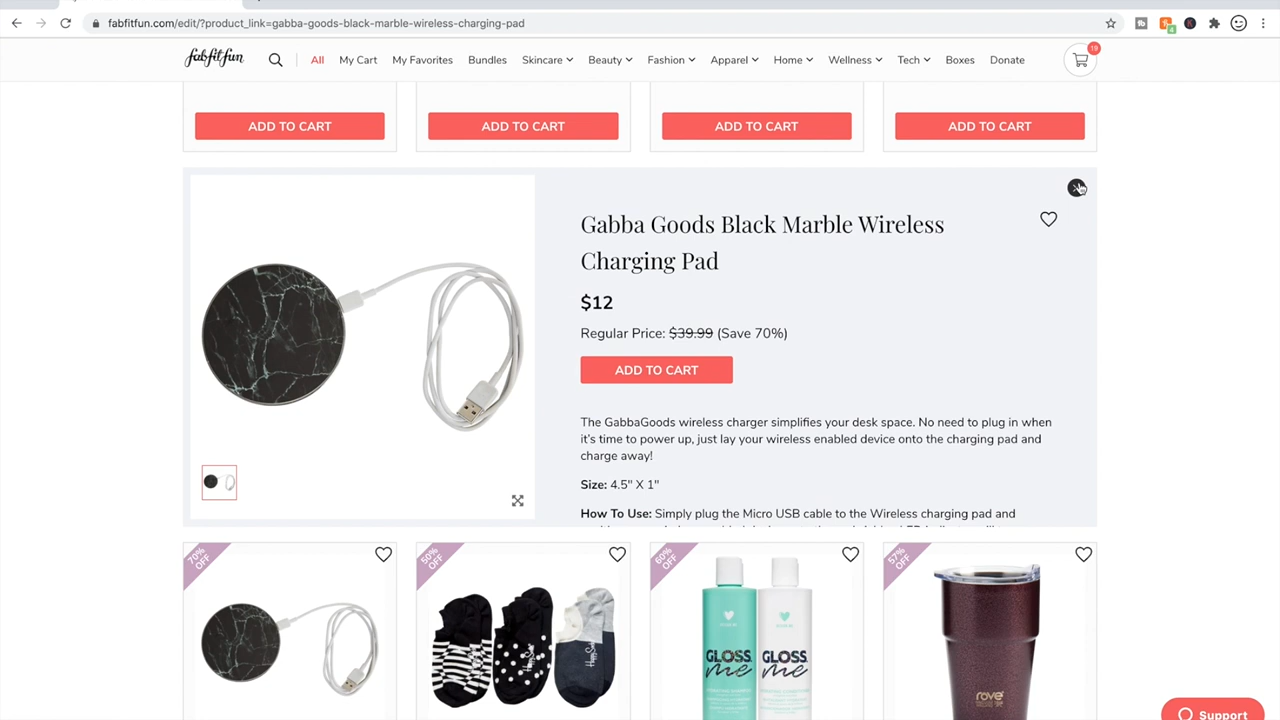 fabfitfun.com/edit/?product_link=gabba-goods-black-marble-wireless-charging-pad
4
fabfitfun
All My Cart My Favorites Bundles Skincare Beauty Fashion Apparel Home Wellness Tech Boxes Donate
19
ADD TO CART ADD TO CART ADD TO CART ADD TO CART
Gabba Goods Black Marble Wireless
Charging Pad
$12
Regular Price: $39.99 (Save 70%)
ADD TO CART
The GabbaGoods wireless charger simplifies your desk space. No need to plug in when
it's time to power up, just lay your wireless enabled device onto the charging pad and
charge away!
Size: 4.5" X 1"
How To Use: Simply plug the Micro USB cable to the Wireless charging pad and
70% OFF
50% OFF
60% OFF
57% OFF
Happy Socks
GLOSS me
GLOSS me
rove
Support